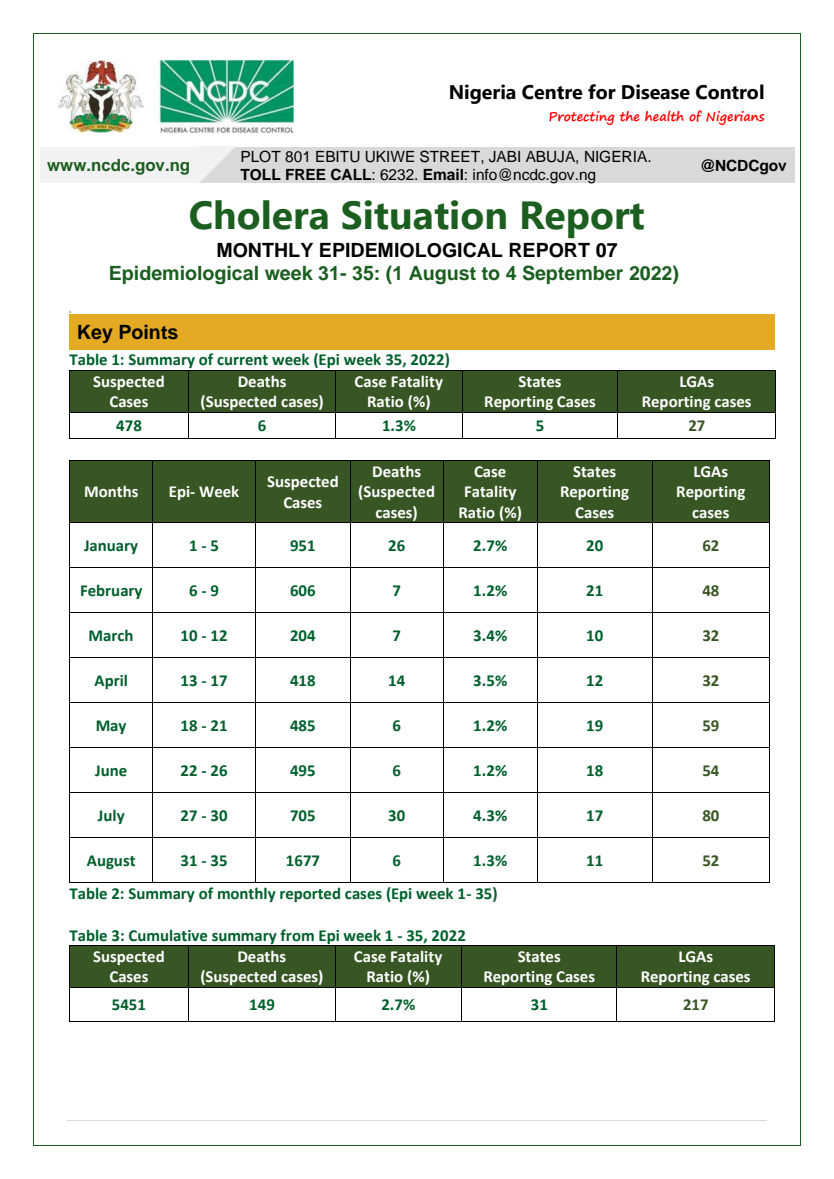 NCDC
NIGERIA CENTRE FOR DISEASE CONTROL
Nigeria Centre for Disease Control
Protecting the health of Nigerians
www.ncdc.gov.ng
PLOT 801 EBITU UKIWE STREET, JABI ABUJA, NIGERIA.
TOLL FREE CALL: 6232. Email: info@ncdc.gov.ng
@NCDCgov
Cholera Situation Report
MONTHLY EPIDEMIOLOGICAL REPORT 07
Epidemiological week 31- 35: (1 August to 4 September 2022)
Key Points
Table 1: Summary of current week (Epi week 35, 2022)
Suspected Cases Deaths (Suspected cases) Case Fatality Ratio (%) States Reporting Cases LGAs Reporting cases
478 6 1.3% 5 27
Months Epi- Week Suspected Cases Deaths (Suspected cases) Case Fatality Ratio (%) States Reporting Cases LGAs Reporting cases
January 1 - 5 951 26 2.7% 20 62
February 6 - 9 606 7 1.2% 21 48
March 10 - 12 204 7 3.4% 10 32
April 13 - 17 418 14 3.5% 12 32
May 18 - 21 485 6 1.2% 19 59
June 22 - 26 495 6 1.2% 18 54
July 27 - 30 705 30 4.3% 17 80
August 31 - 35 1677 6 1.3% 11 52
Table 2: Summary of monthly reported cases (Epi week 1- 35)
Table 3: Cumulative summary from Epi week 1 - 35, 2022
Suspected Cases Deaths (Suspected cases) Case Fatality Ratio (%) States Reporting Cases LGAs Reporting cases
5451 149 2.7% 31 217